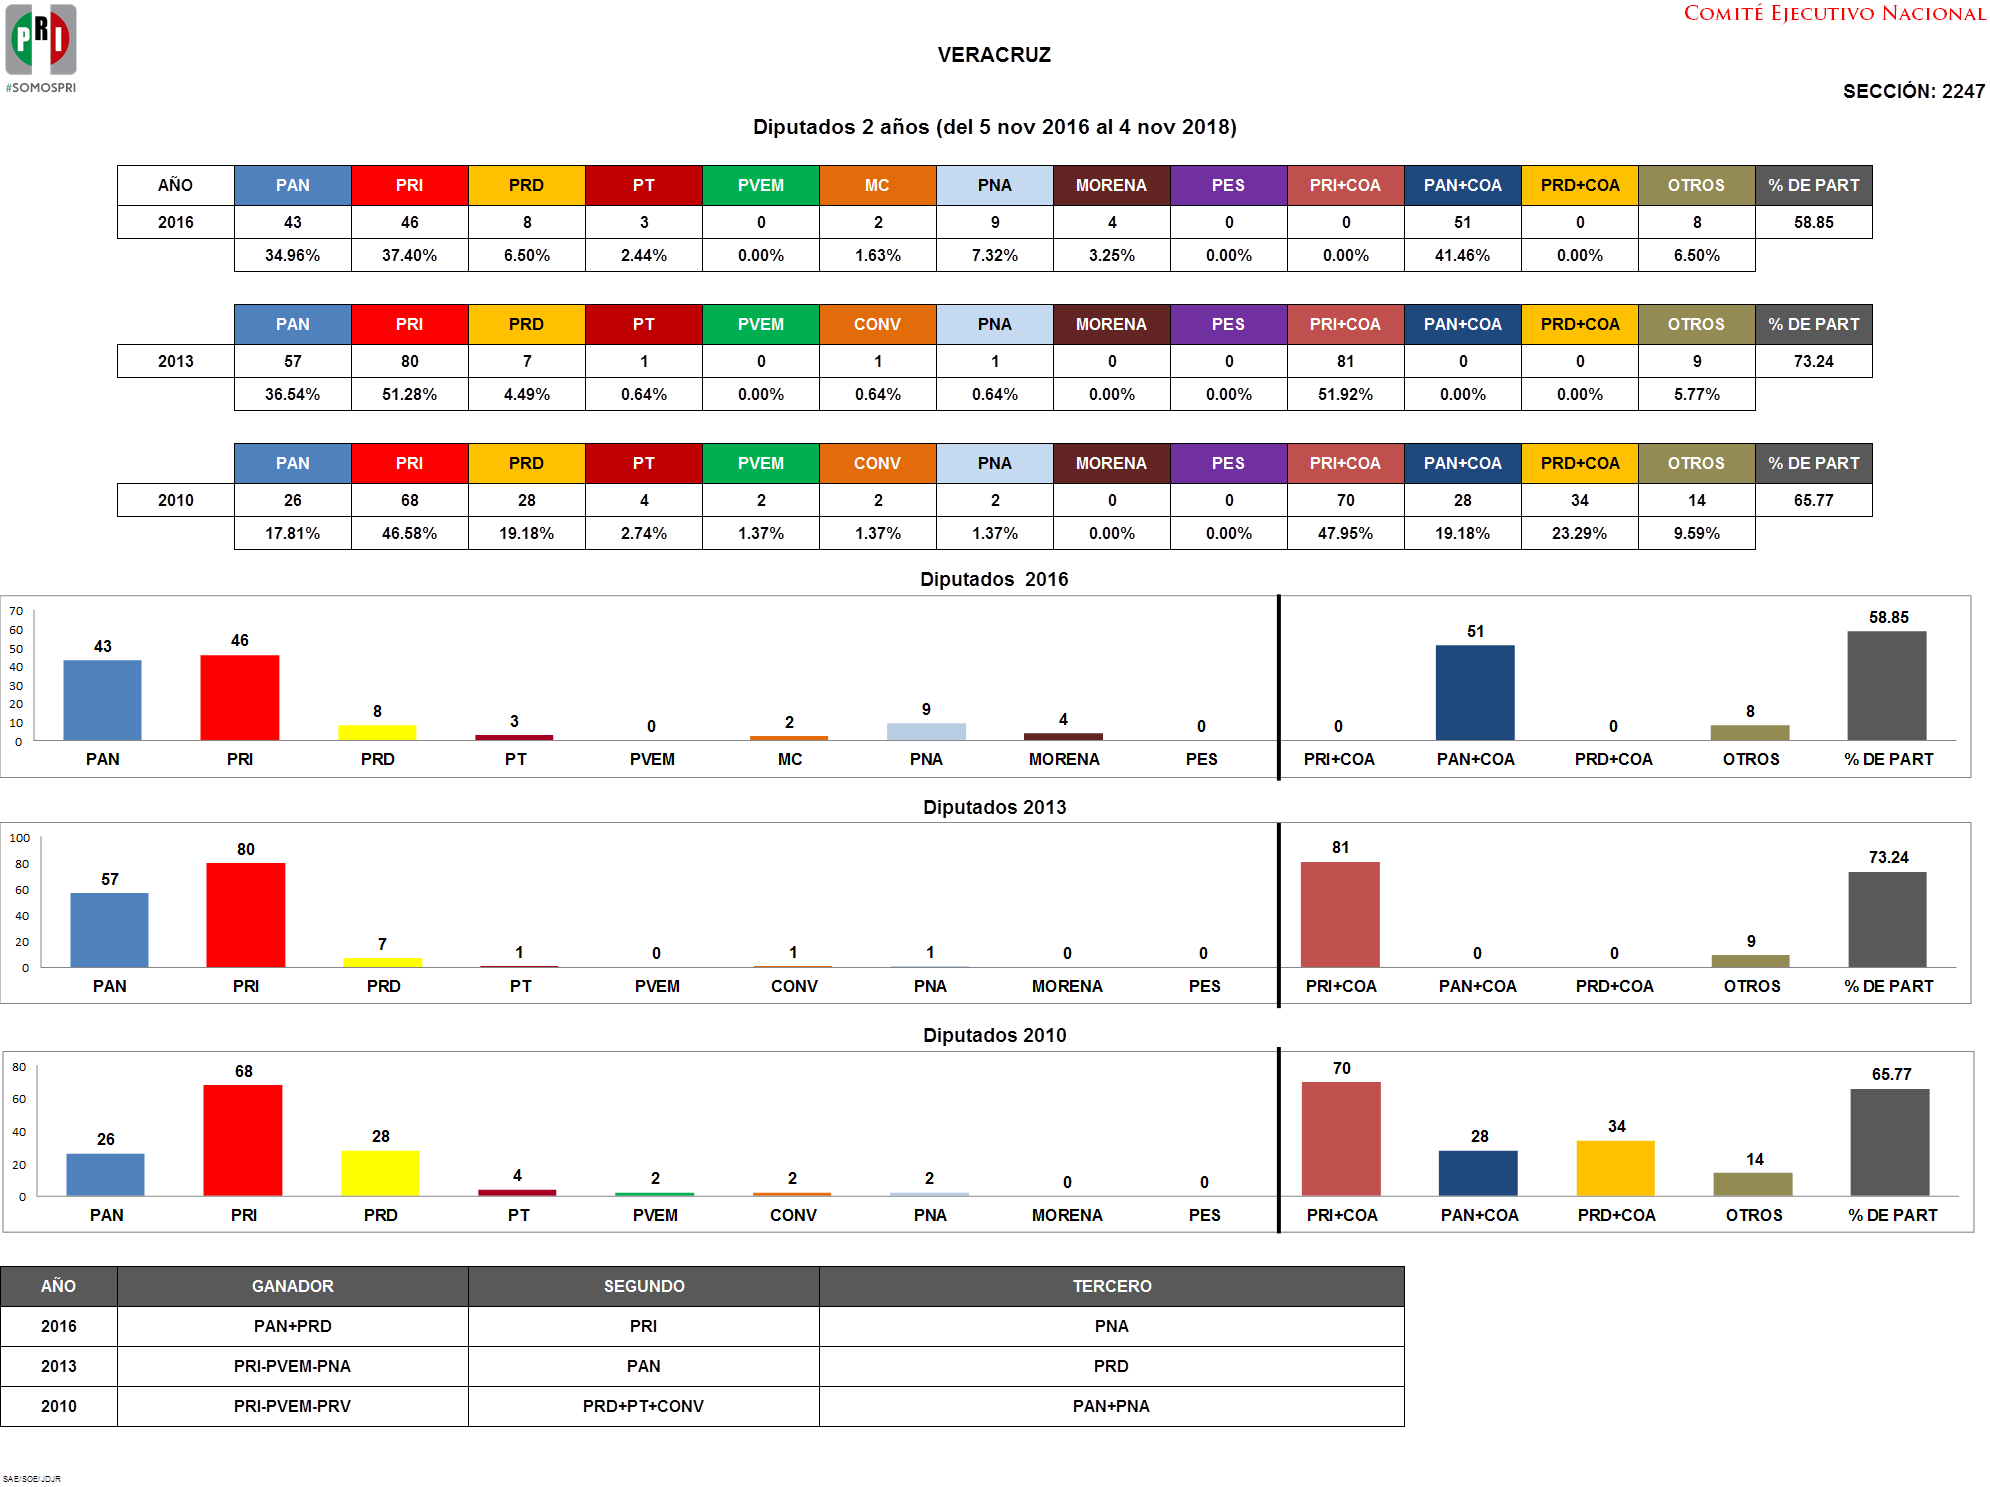 PRI
#SOMOSPRI
COMITÉ EJECUTIVO NACIONAL
VERACRUZ
SECCIÓN: 2247
Diputados 2 años (del 5 nov 2016 al 4 nov 2018)
AÑO PAN PRI PRD PT PVEM MC PNA MORENA PES PRI+COA PAN+COA PRD+COA OTROS % DE PART
2016 43 46 8 3 0 2 9 4 0 0 51 0 8 58.85
34.96% 37.40% 6.50% 2.44% 0.00% 1.63% 7.32% 3.25% 0.00% 0.00% 41.46% 0.00% 6.50%
PAN PRI PRD PT PVEM CONV PNA MORENA PES PRI+COA PAN+COA PRD+COA OTROS % DE PART
2013 57 80 7 1 0 1 1 0 0 81 0 0 9 73.24
36.54% 51.28% 4.49% 0.64% 0.00% 0.64% 0.64% 0.00% 0.00% 51.92% 0.00% 0.00% 5.77%
PAN PRI PRD PT PVEM CONV PNA MORENA PES PRI+COA PAN+COA PRD+COA OTROS % DE PART
2010 26 68 28 4 2 2 2 0 0 70 28 34 14 65.77
17.81% 46.58% 19.18% 2.74% 1.37% 1.37% 1.37% 0.00% 0.00% 47.95% 19.18% 23.29% 9.59%
Diputados 2016
70
60
50
40
30
20
10
0
43 46 8 3 0 2 9 4 0 0 51 0 8 58.85
PAN PRI PRD PT PVEM MC PNA MORENA PES PRI+COA PAN+COA PRD+COA OTROS % DE PART
Diputados 2013
100
80
60
40
20
0
57 80 7 1 0 1 1 0 0 81 0 0 9 73.24
PAN PRI PRD PT PVEM CONV PNA MORENA PES PRI+COA PAN+COA PRD+COA OTROS % DE PART
Diputados 2010
80
60
40
20
0
26 68 28 4 2 2 2 0 0 70 28 34 14 65.77
PAN PRI PRD PT PVEM CONV PNA MORENA PES PRI+COA PAN+COA PRD+COA OTROS % DE PART
AÑO GANADOR SEGUNDO TERCERO
2016 PAN+PRD PRI PNA
2013 PRI-PVEM-PNA PAN PRD
2010 PRI-PVEM-PRV PRD+PT+CONV PAN+PNA
SAE/SOE/JDJR